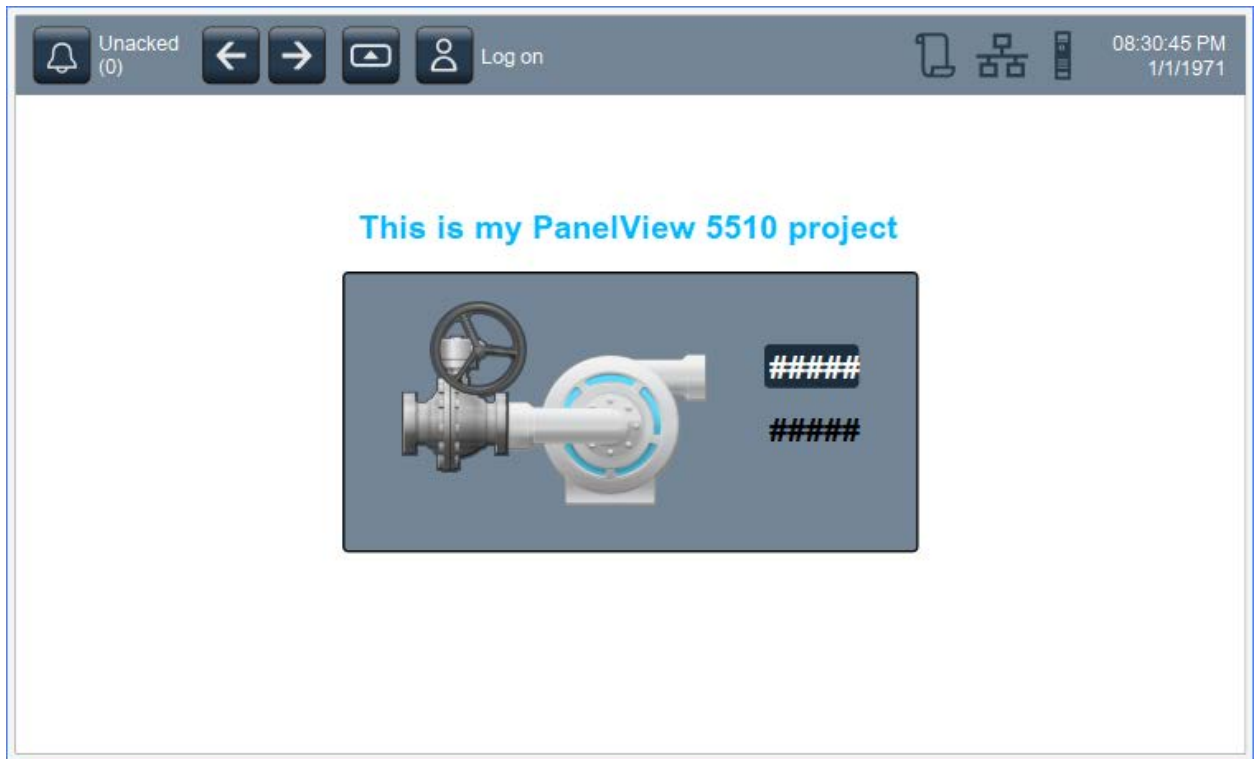 Unacked
(0)
Log on
08:30:45 PM
1/1/1971
This is my PanelView 5510 project
#####
#####